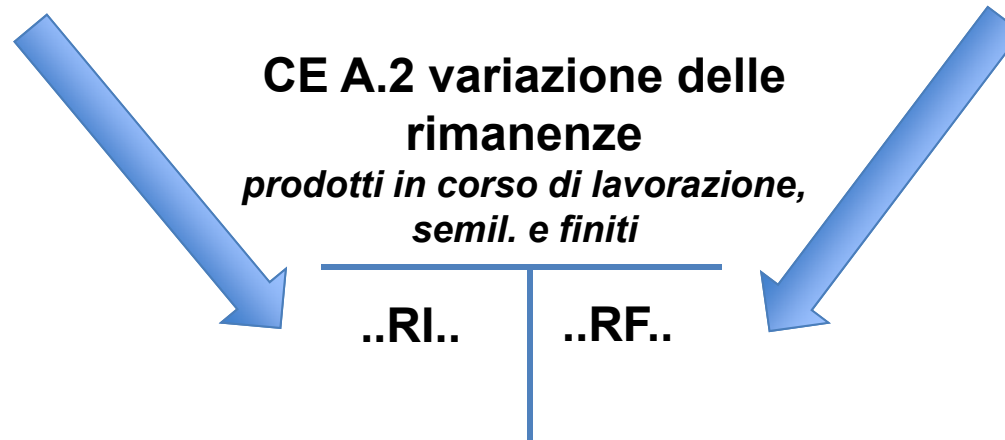 CE A.2 variazione delle
rimanenze
prodotti in corso di lavorazione,
semil. e finiti
..RI.. ..RF..